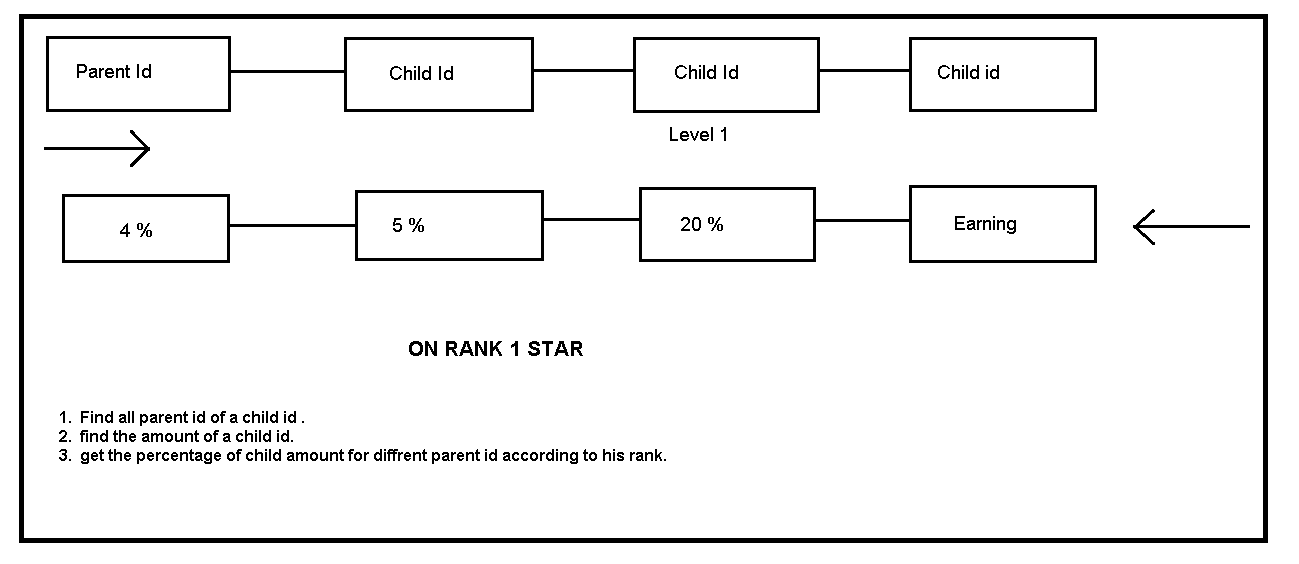 Parent Id Child Id Child Id Child id
Level 1
4 % 5 % 20 % Earning
ON RANK 1 STAR
1. Find all parent id of a child id .
2. find the amount of a child id.
3. get the percentage of child amount for diffrent parent id according to his rank.